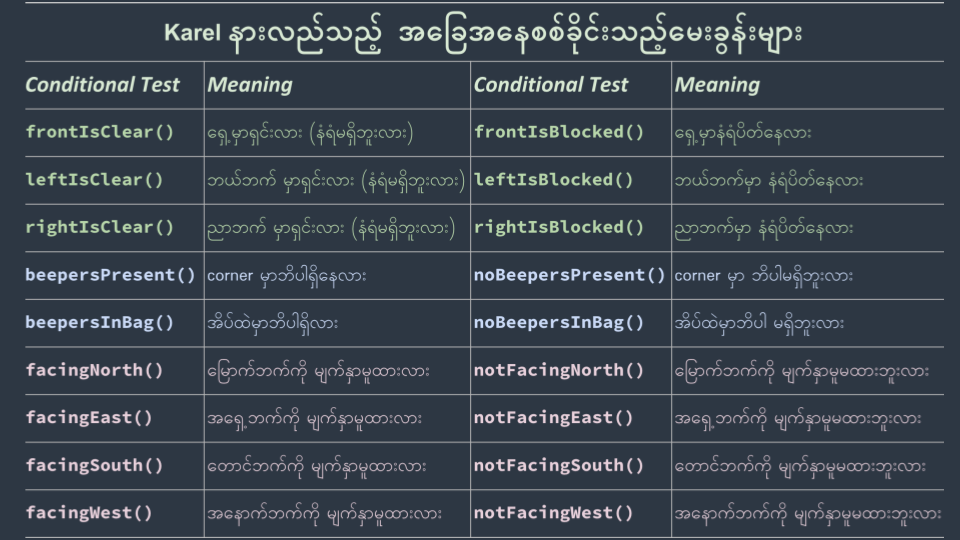 Karel နားလည်သည့် အခြေအနေစစ်ခိုင်းသည့်မေးခွန်းများ
Conditional Test Meaning Conditional Test Meaning
frontIsClear() ရှေ့မှာရှင်းလား (နံရံမရှိဘူးလား) frontIsBlocked() ရှေ့မှာနံရံပိတ်နေလား
leftIsClear() ဘယ်ဘက် မှာရှင်းလား (နံရံမရှိဘူးလား) leftIsBlocked() ဘယ်ဘက်မှာ နံရံပိတ်နေလား
rightIsClear() ညာဘက် မှာရှင်းလား (နံရံမရှိဘူးလား) rightIsBlocked() ညာဘက်မှာ နံရံပိတ်နေလား
beepersPresent() corner မှာဘိပါရှိနေလား noBeepersPresent() corner မှာ ဘိပါမရှိဘူးလား
beepersInBag() အိပ်ထဲမှာဘိပါရှိလား noBeepersInBag() အိပ်ထဲမှာဘိပါ မရှိဘူးလား
facingNorth() မြောက်ဘက်ကို မျက်နှာမူထားလား notFacingNorth() မြောက်ဘက်ကို မျက်နှာမူမထားဘူးလား
facingEast() အရှေ့ဘက်ကို မျက်နှာမူထားလား notFacingEast() အရှေ့ဘက်ကို မျက်နှာမူမထားဘူးလား
facingSouth() တောင်ဘက်ကို မျက်နှာမူထားလား notFacingSouth() တောင်ဘက်ကို မျက်နှာမူမထားဘူးလား
facingWest() အနောက်ဘက်ကို မျက်နှာမူထားလား notFacingWest() အနောက်ဘက်ကို မျက်နှာမူမထားဘူးလား